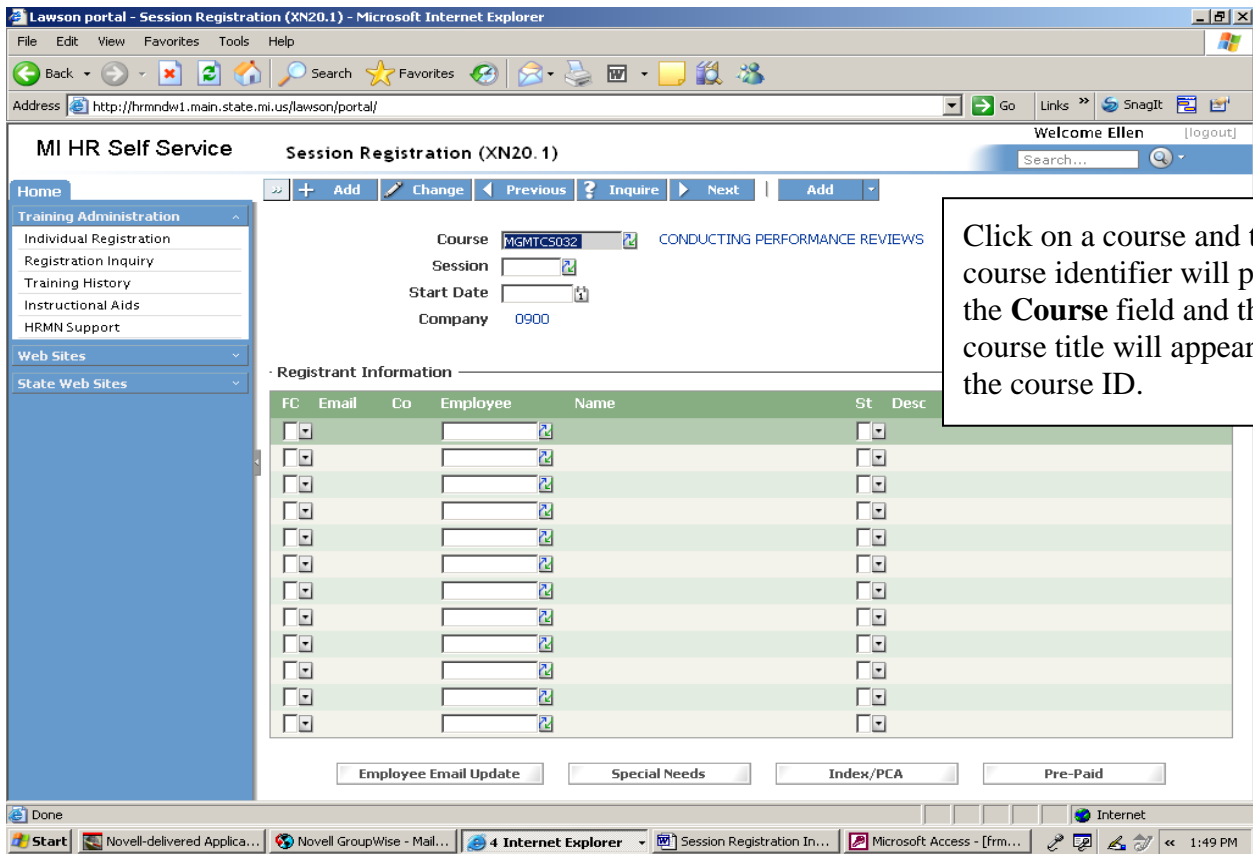 Lawson portal - Session Registration (XN20.1) - Microsoft Internet Explorer
File Edit View Favorites Tools Help
Back Search Favorites
Address http://hrmndw1.main.state.mi.us/lawson/portal/ Go Links » SnagIt
Welcome Ellen [logout]
MI HR Self Service Session Registration (XN20.1)
Search...
Home » + Add Change Previous ? Inquire Next | Add
Training Administration
Individual Registration
Registration Inquiry
Training History
Instructional Aids
HRMN Support
Web Sites
State Web Sites
Course MGMTCS032 CONDUCTING PERFORMANCE REVIEWS
Session
Start Date
Company 0900
Click on a course and
course identifier will
the Course field and
course title will appear
the course ID.
Registrant Information
FC Email Co Employee Name St Desc
Employee Email Update Special Needs Index/PCA Pre-Paid
Done Internet
Start Novell-delivered Applica... Novell GroupWise - Mail... 4 Internet Explorer Session Registration In... Microsoft Access - [frm... « 1:49 PM